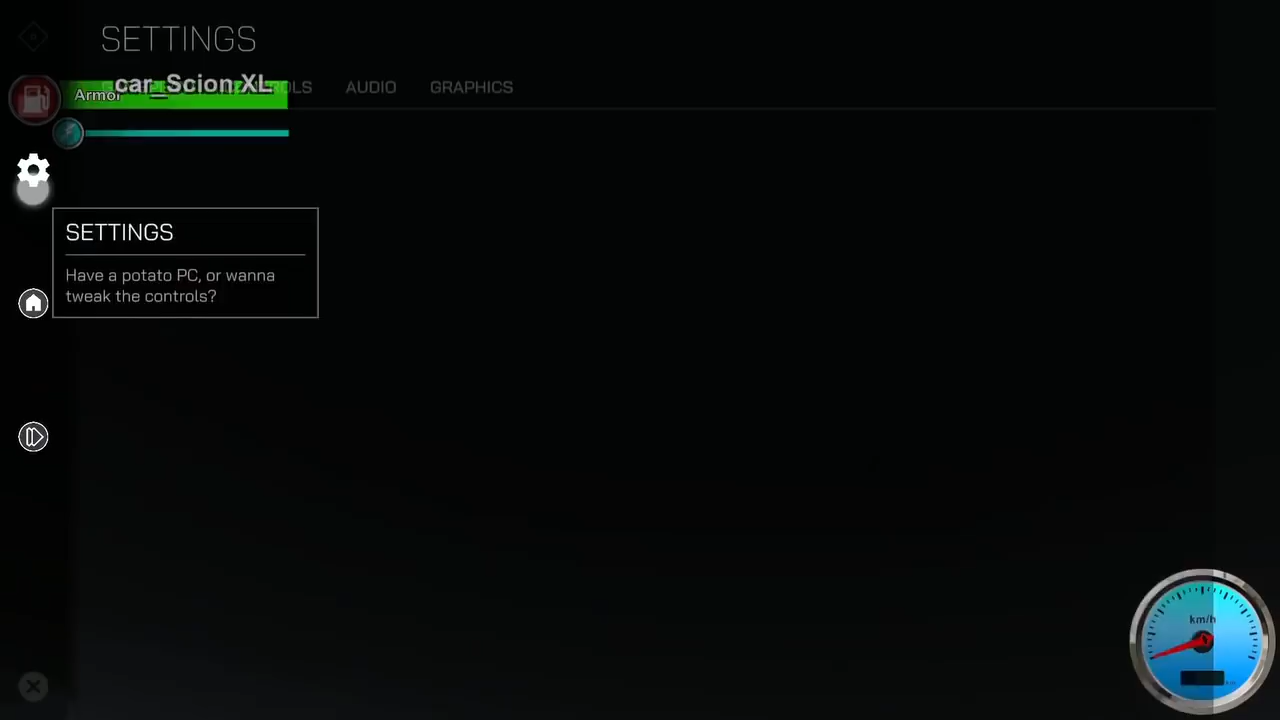 SETTINGS
car_Scion XL
Armor
AUDIO
GRAPHICS
SETTINGS
Have a potato PC, or wanna
tweak the controls?
km/h